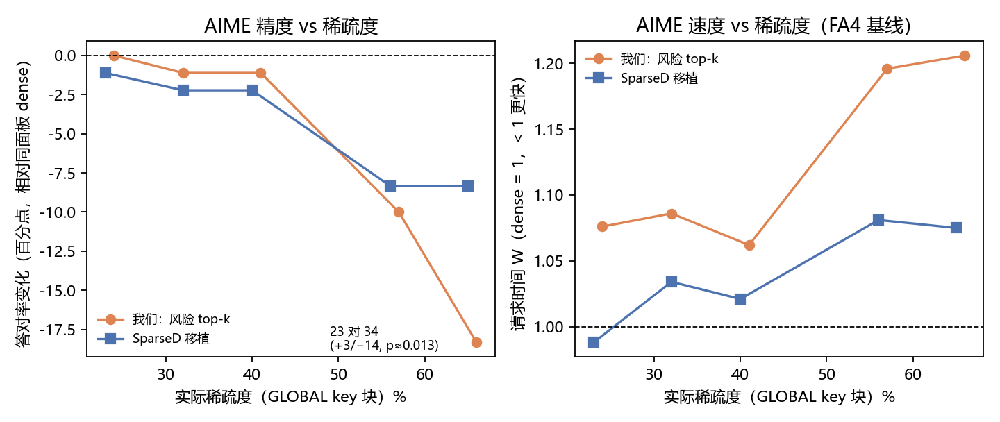 AIME 精度 vs 稀疏度
答对率变化（百分点，相对同面板 dense）
0.0
-2.5
-5.0
-7.5
-10.0
-12.5
-15.0
-17.5
我们：风险 top-k
SparseD 移植
23 对 34
(+3/−14, p≈0.013)
30
40
50
60
实际稀疏度（GLOBAL key 块）%
AIME 速度 vs 稀疏度（FA4 基线）
请求时间 W（dense = 1，< 1 更快）
1.20
1.15
1.10
1.05
1.00
我们：风险 top-k
SparseD 移植
30
40
50
60
实际稀疏度（GLOBAL key 块）%